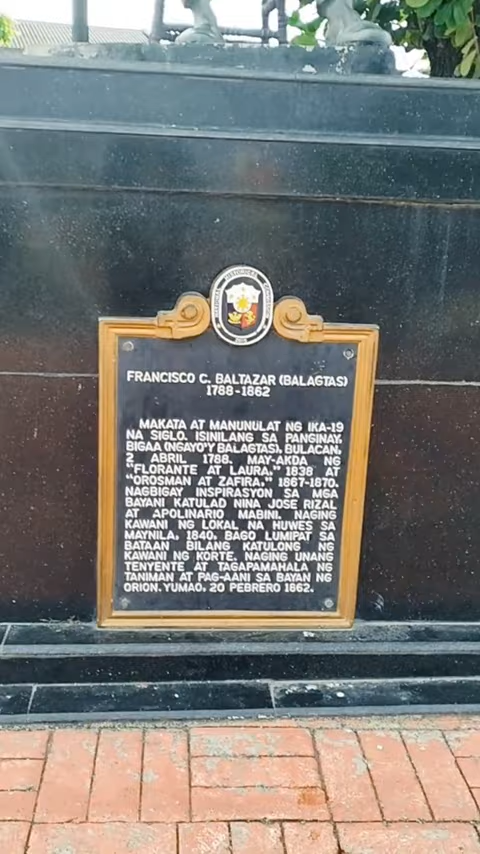 FRANCISCO C. BALTAZAR (BALAGTAS)
1788-1862
MAKATA AT MANUNULAT NG IKA-19
NA SIGLO. ISINILANG SA PANGINAY,
BIGAA (NGAYO'Y BALAGTAS), BULACAN,
2 ABRIL 1788. MAY-AKDA NG
"FLORANTE AT LAURA," 1838 AT
"OROSMAN AT ZAFIRA," 1867-1870.
NAGBIGAY INSPIRASYON SA MGA
BAYANI KATULAD NINA JOSE RIZAL
AT APOLINARIO MABINI. NAGING
KAWANI NG LOKAL NA HUWES SA
MAYNILA, 1840, BAGO LUMIPAT SA
BATAAN BILANG KATULONG NG
KAWANI NG KORTE. NAGING UNANG
TENYENTE AT TAGAPAMAHALA NG
TANIMAN AT PAG-AANI SA BAYAN NG
ORION. YUMAO, 20 PEBRERO 1862.